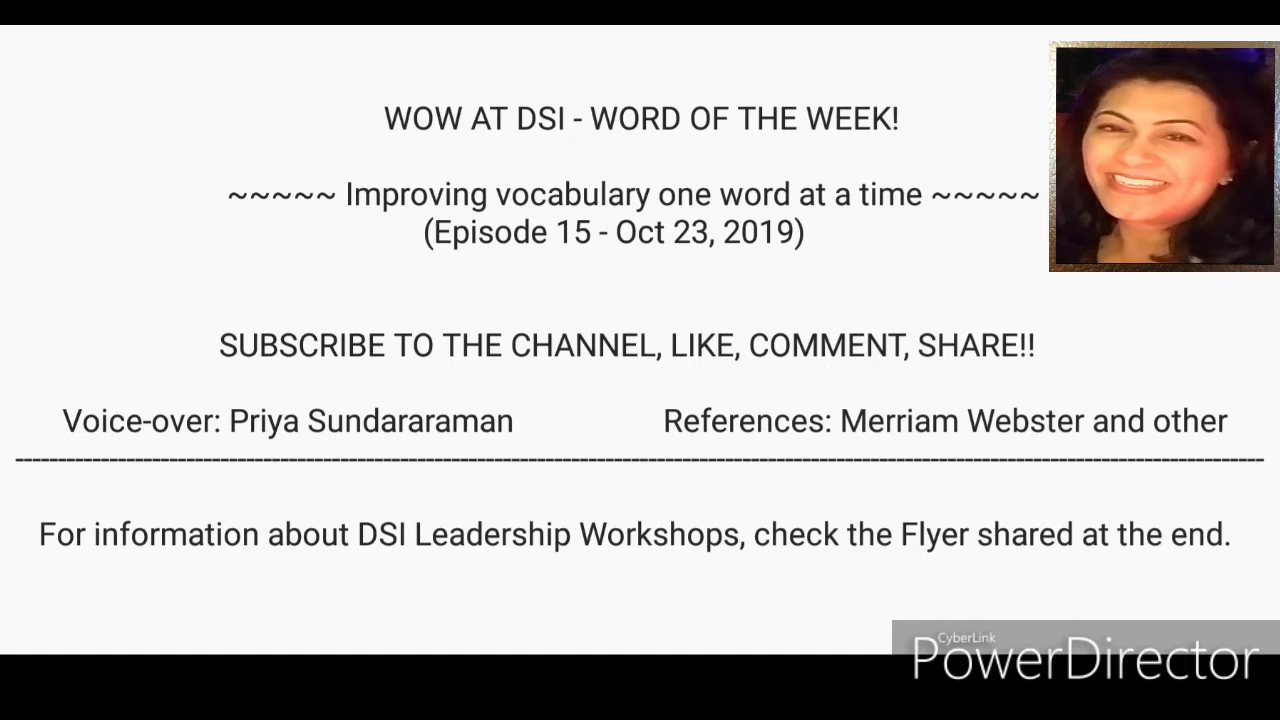 WOW AT DSI - WORD OF THE WEEK!
~~~~~ Improving vocabulary one word at a time ~~~~~
(Episode 15 - Oct 23, 2019)
SUBSCRIBE TO THE CHANNEL, LIKE, COMMENT, SHARE!!
Voice-over: Priya Sundararaman References: Merriam Webster and other
For information about DSI Leadership Workshops, check the Flyer shared at the end.
CyberLink
PowerDirector